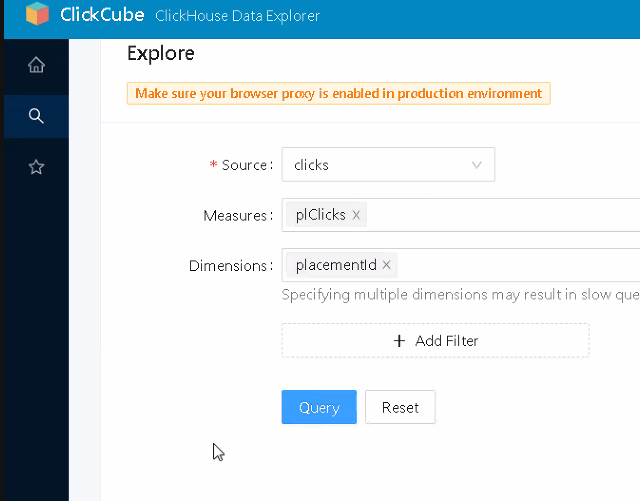 ClickCube ClickHouse Data Explorer
Explore
Make sure your browser proxy is enabled in production environment
* Source: clicks
Measures: plClicks X
Dimensions: placementId X
Specifying multiple dimensions may result in slow que
+ Add Filter
Query Reset